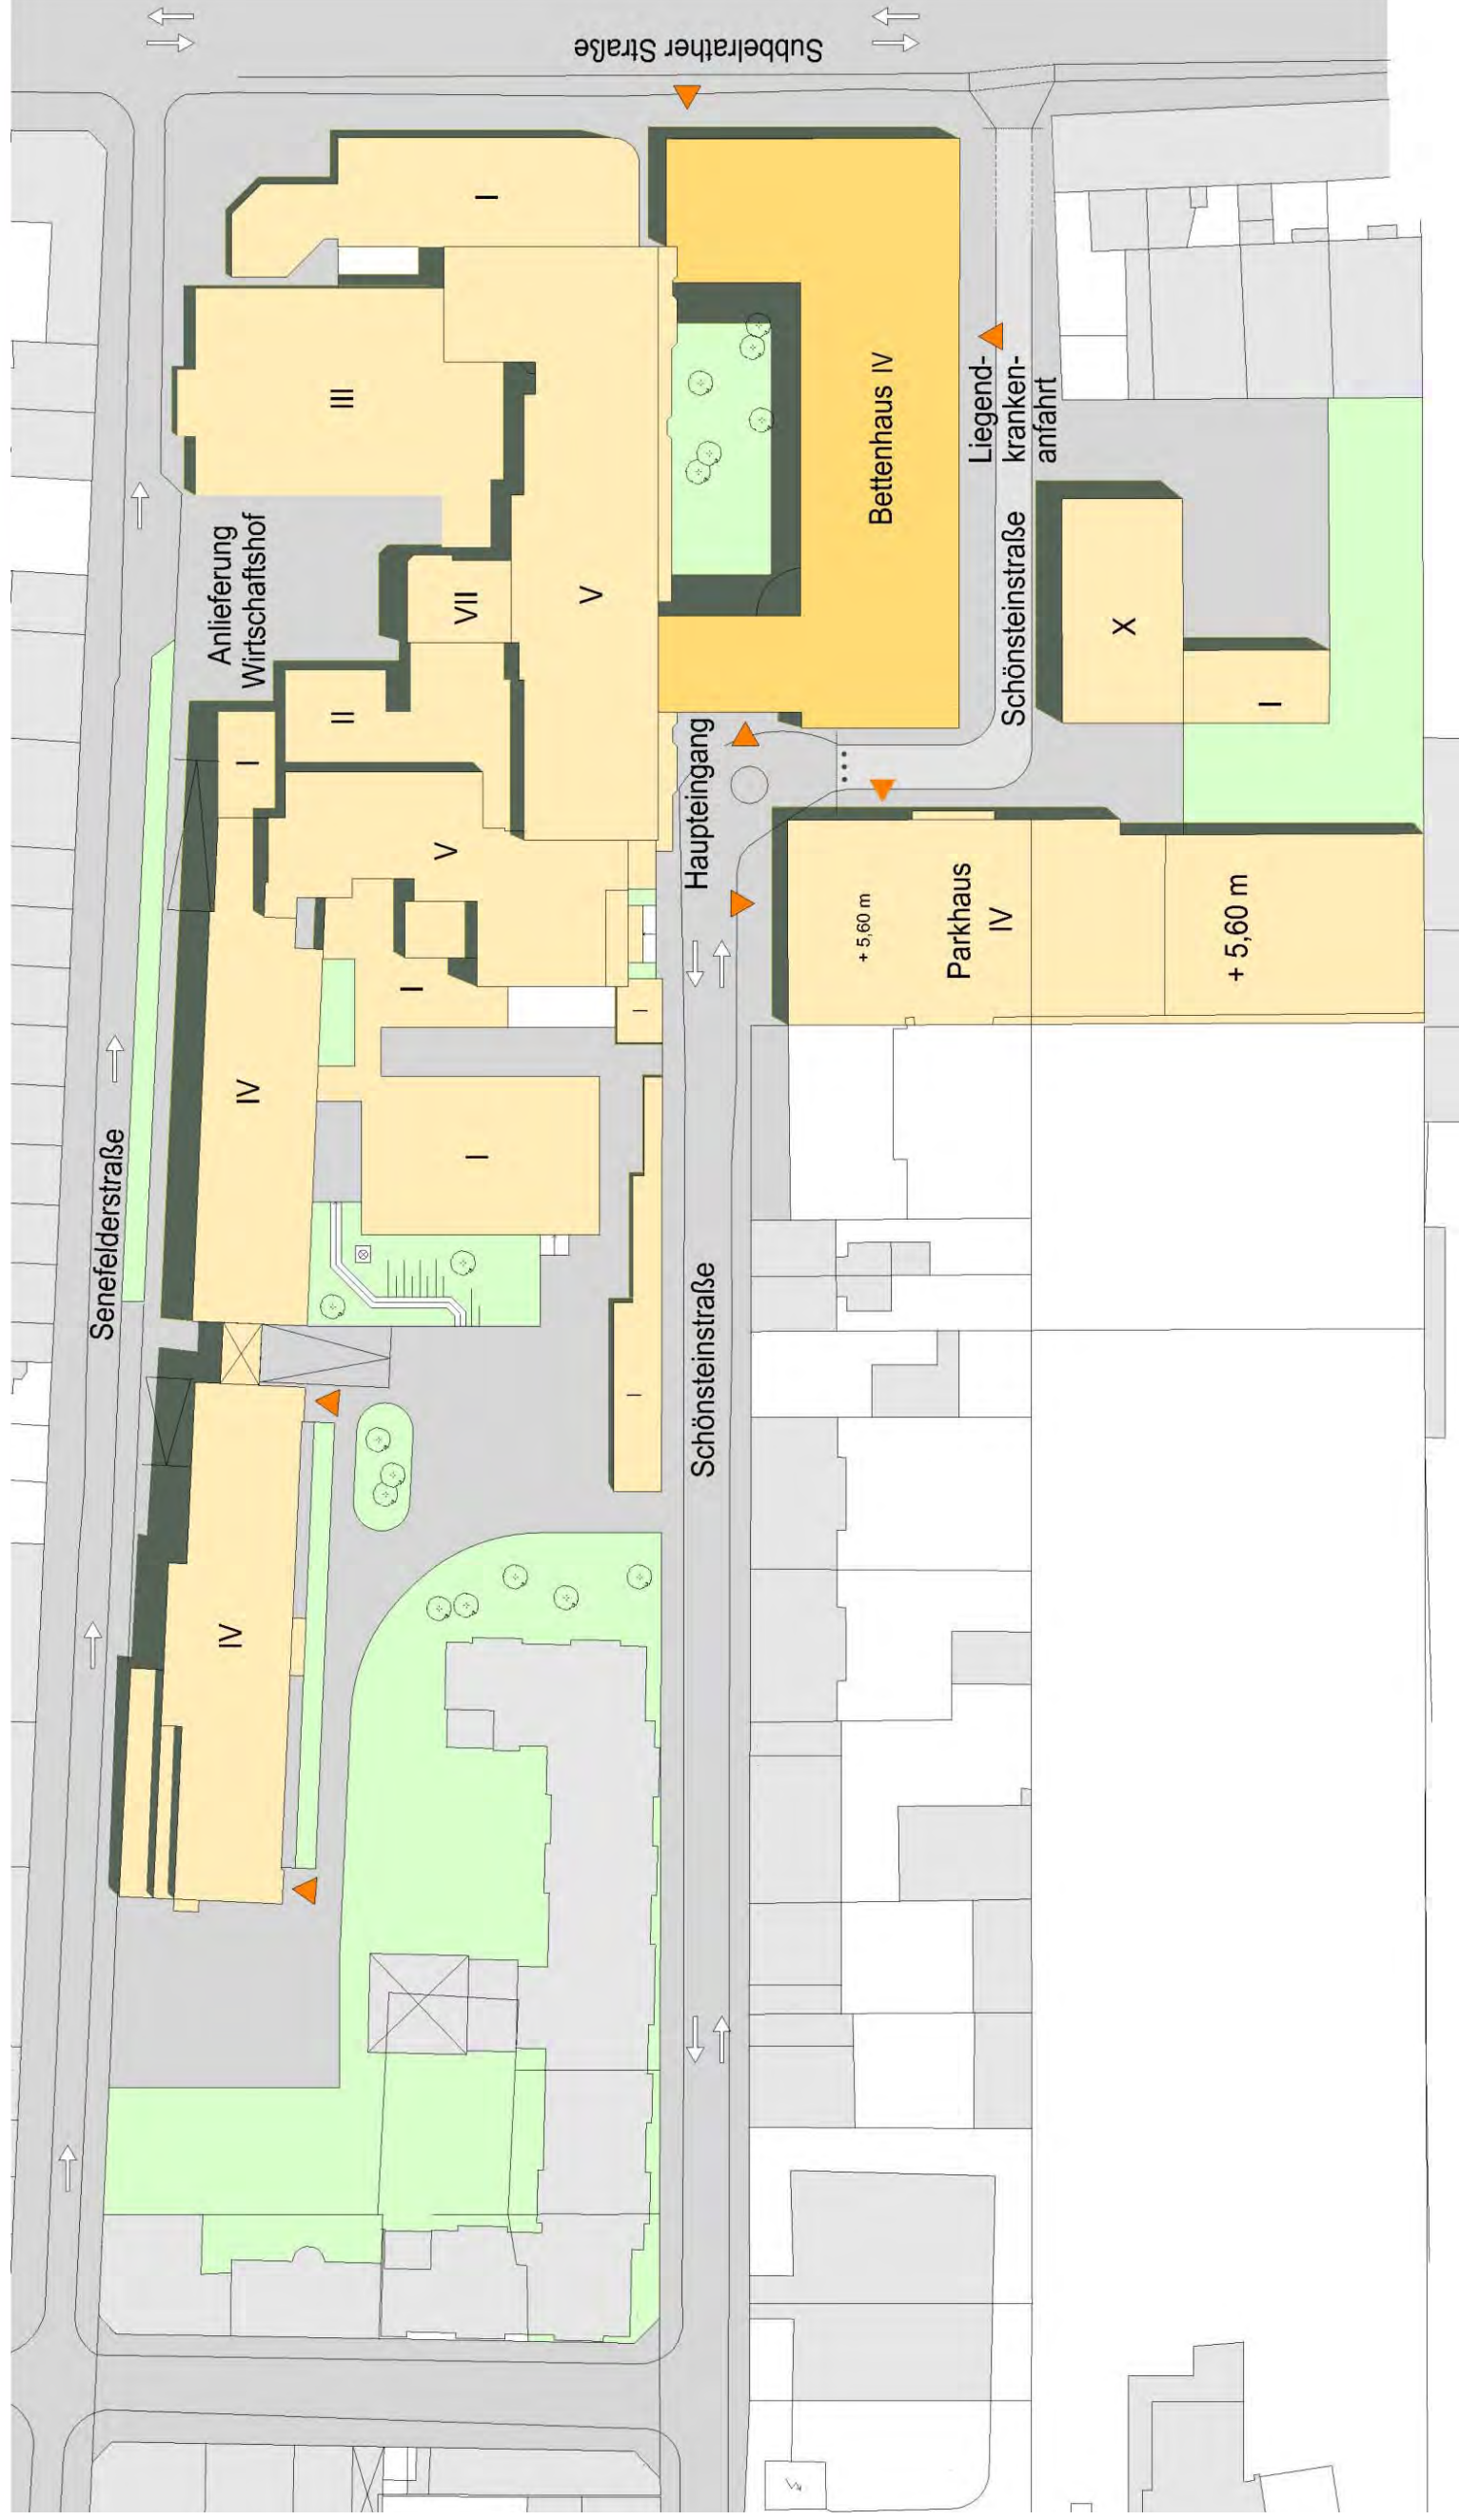 Subbelrather Straße
Senefelderstraße
Anlieferung
Wirtschaftshof
I
III
VII
V
II
I
V
I
I
IV
I
I
IV
Bettenhaus IV
Liegend-
kranken-
anfahrt
Schönsteinstraße
Haupteingang
X
I
+ 5,60 m
Parkhaus
IV
+ 5,60 m
Schönsteinstraße